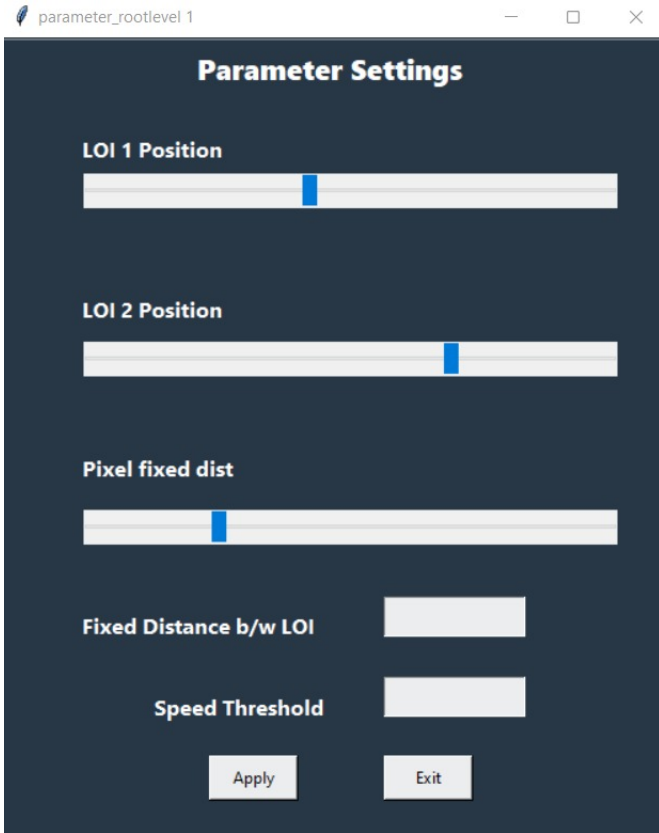 parameter_rootlevel 1
Parameter Settings
LOI 1 Position
LOI 2 Position
Pixel fixed dist
Fixed Distance b/w LOI
Speed Threshold
Apply Exit